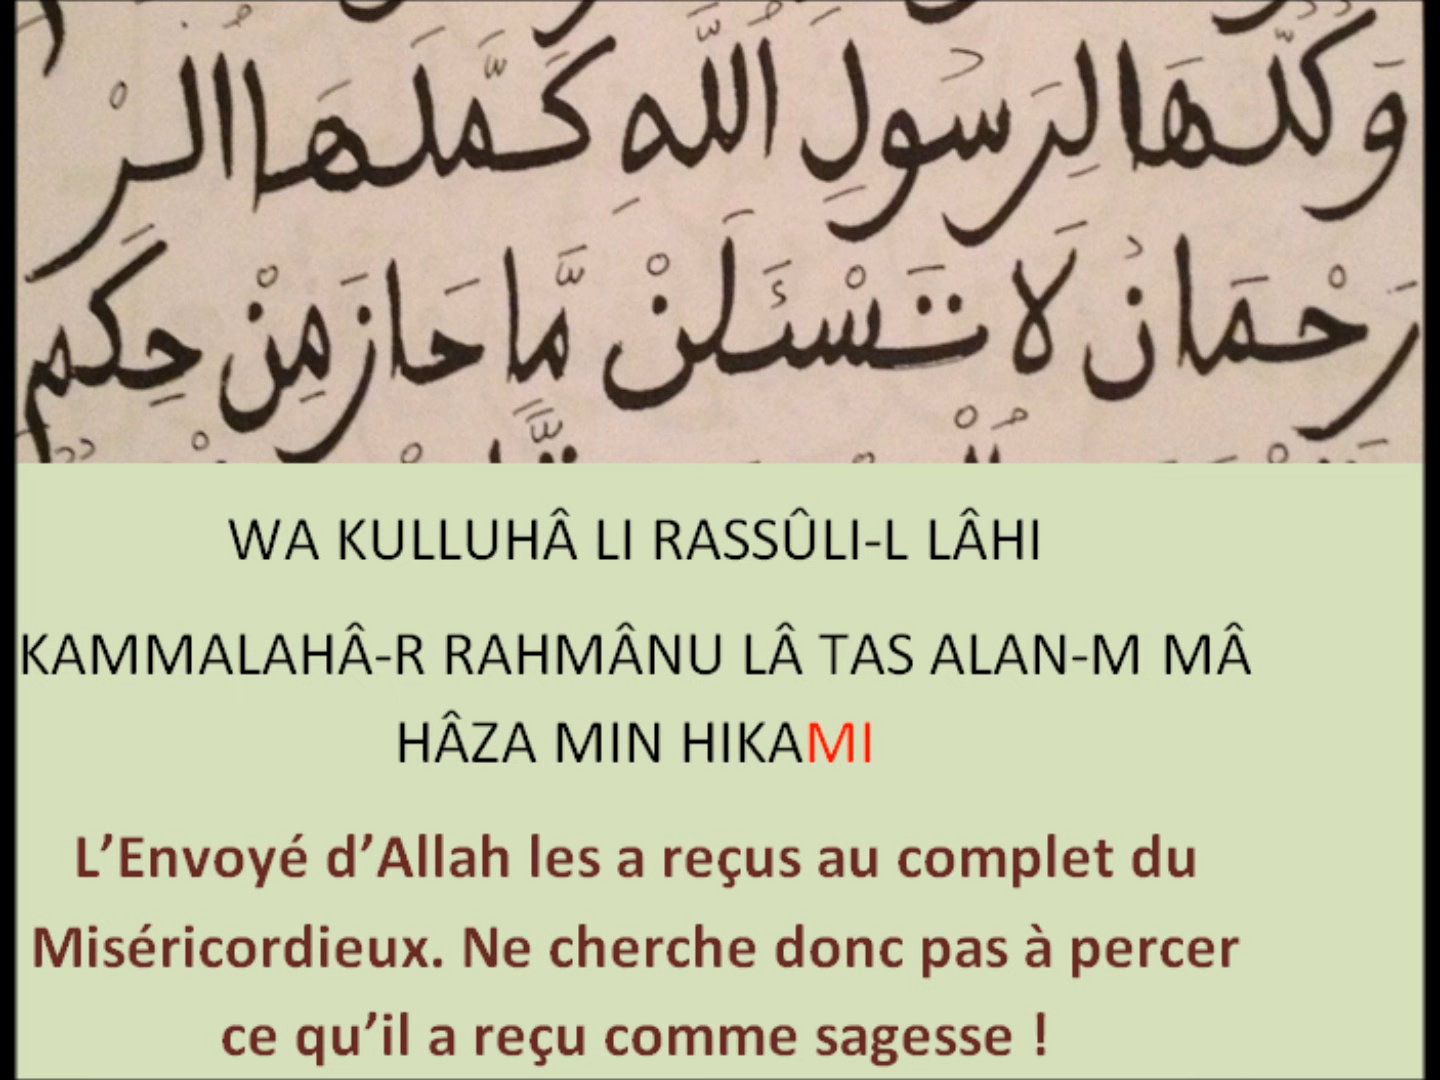 وَكُلُّهَا لِرَسُولِ اللَّهِ كَمَّلَهَا الرْ
رَحْمَانُ لَا تَسْئَلَنْ مَّا حَازَ مِنْ حِكَمِ
WA KULLUHÂ LI RASSÛLI-L LÂHI
KAMMALAHÂ-R RAHMÂNU LÂ TAS ALAN-M MÂ
HÂZA MIN HIKAMI
L’Envoyé d’Allah les a reçus au complet du
Miséricordieux. Ne cherche donc pas à percer
ce qu’il a reçu comme sagesse !